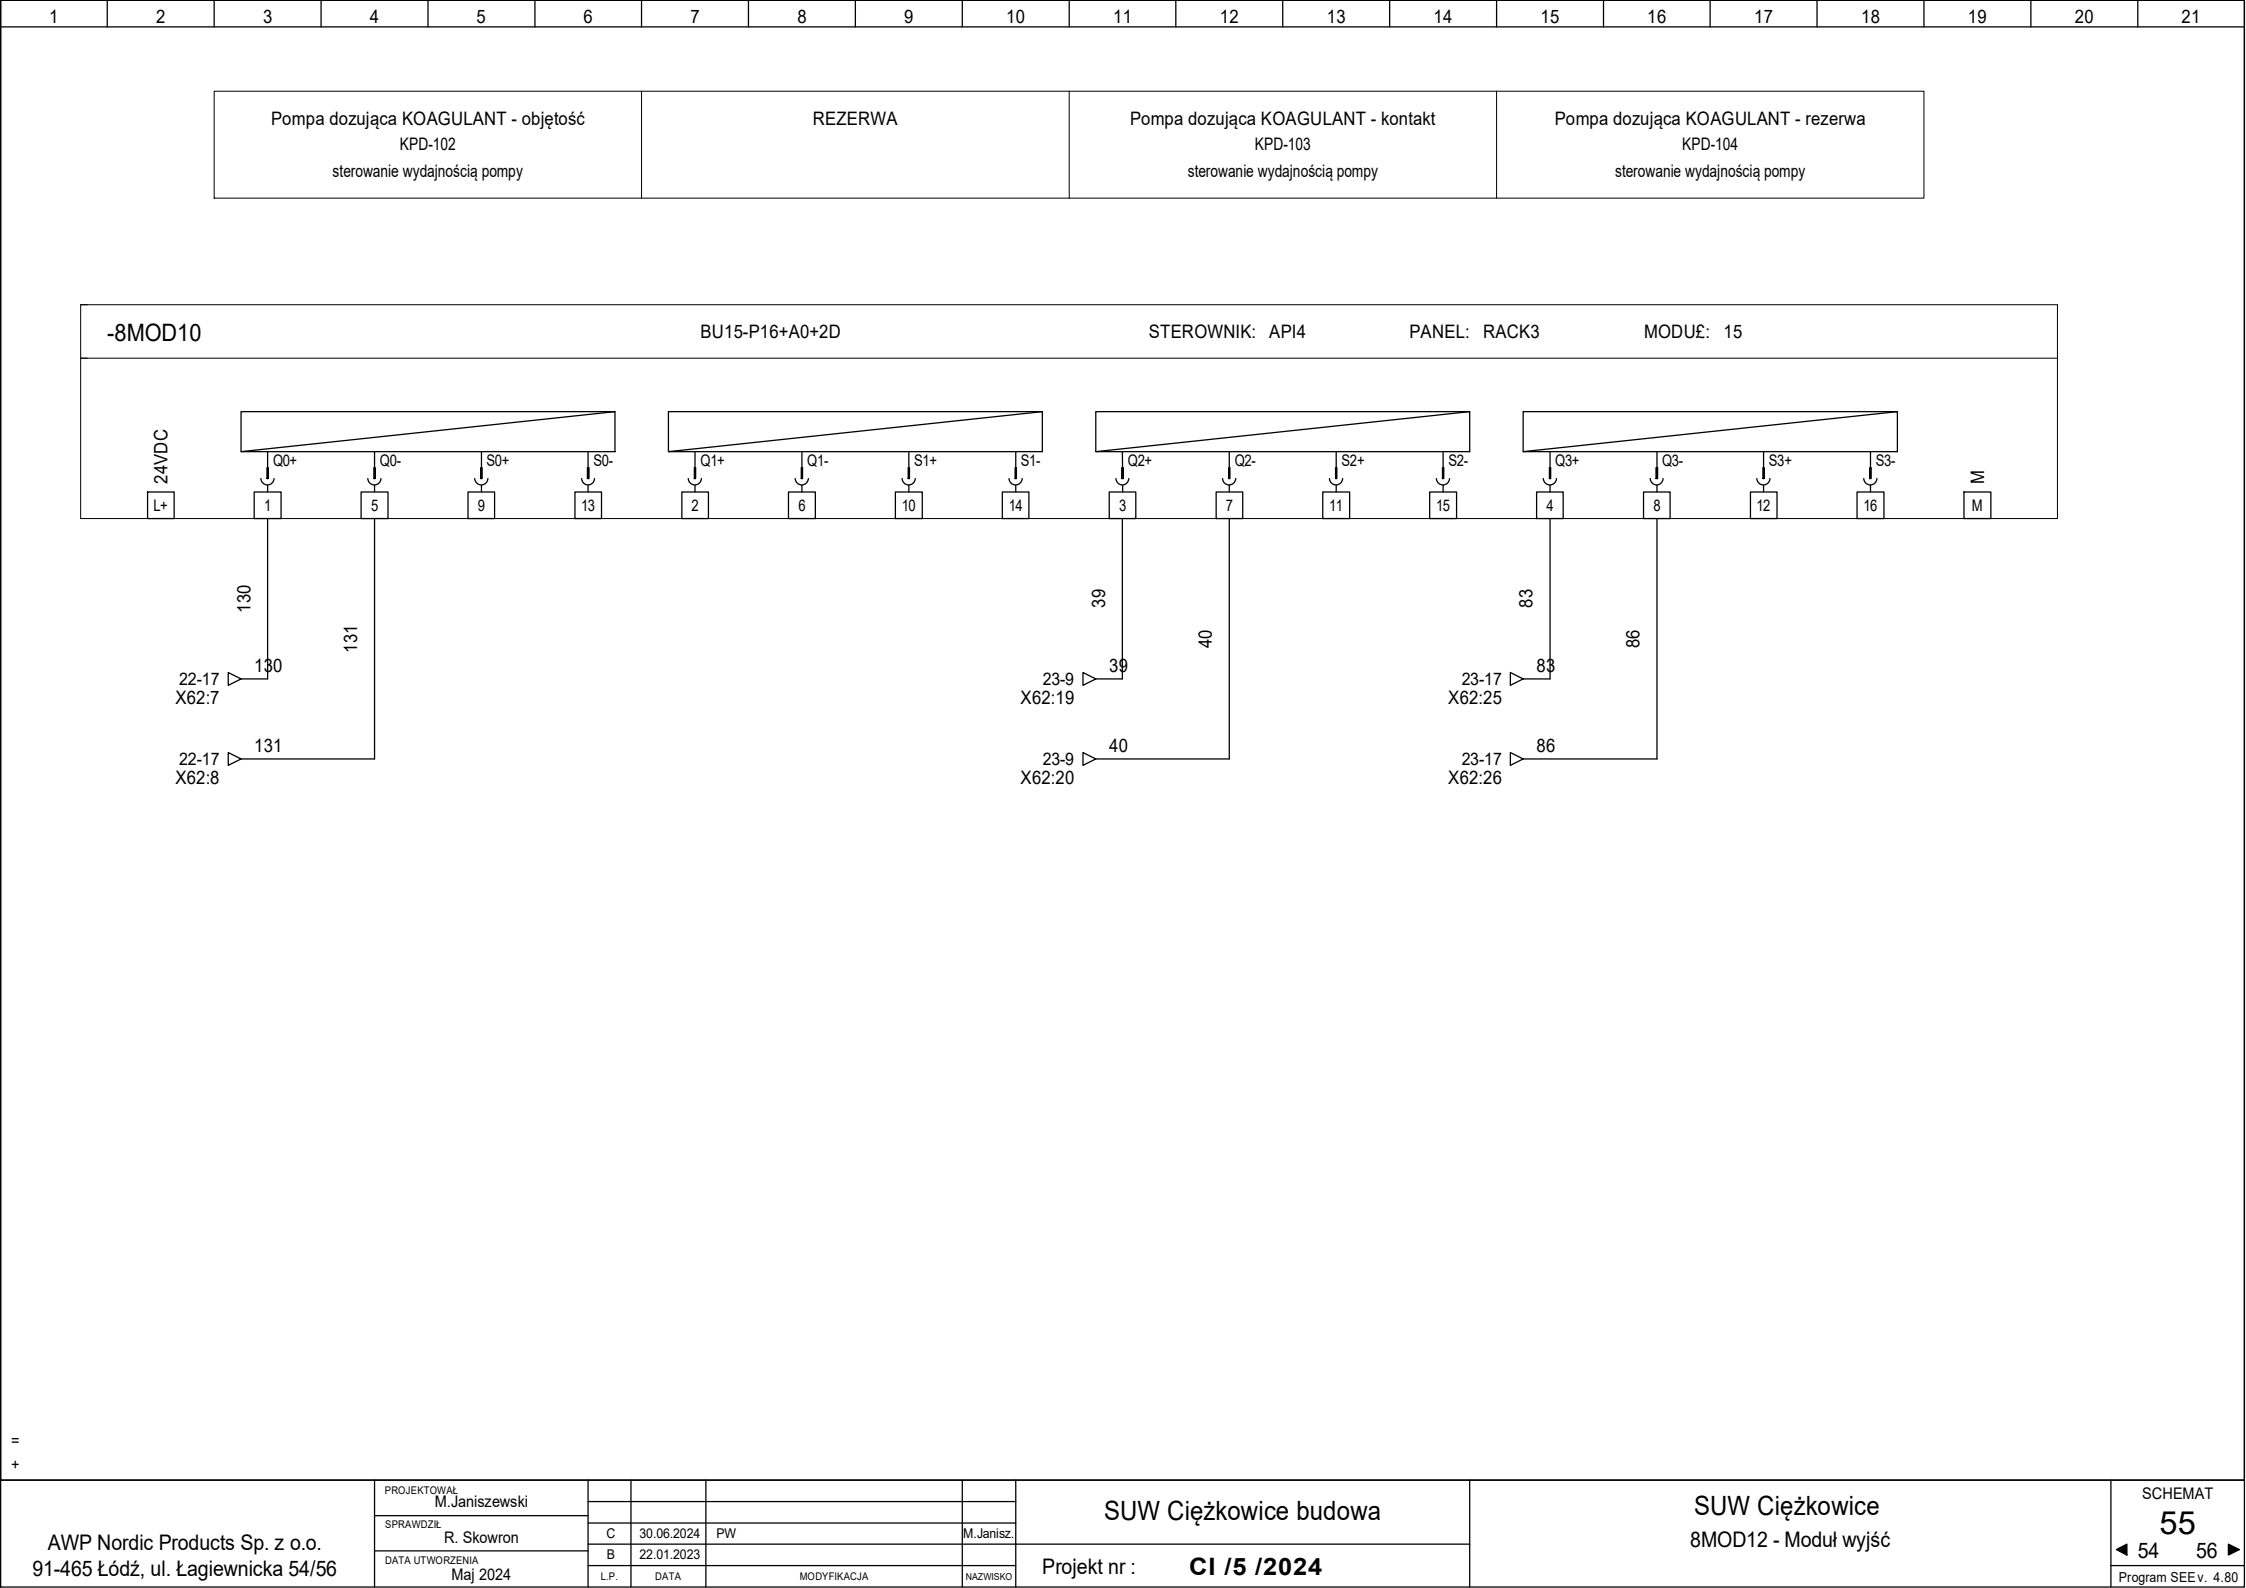 1 2 3 4 5 6 7 8 9 10 11 12 13 14 15 16 17 18 19 20 21
Pompa dozująca KOAGULANT - objętość
KPD-102
sterowanie wydajnością pompy
REZERWA
Pompa dozująca KOAGULANT - kontakt
KPD-103
sterowanie wydajnością pompy
Pompa dozująca KOAGULANT - rezerwa
KPD-104
sterowanie wydajnością pompy
-8MOD10 BU15-P16+A0+2D STEROWNIK: API4 PANEL: RACK3 MODU£: 15
24VDC
Q0+ Q0- S0+ S0- Q1+ Q1- S1+ S1- Q2+ Q2- S2+ S2- Q3+ Q3- S3+ S3- M
L+ 1 5 9 13 2 6 10 14 3 7 11 15 4 8 12 16 M
130 39 83
131 40 86
130 39 83
22-17 23-9 23-17
X62:7 X62:19 X62:25
131 40 86
22-17 23-9 23-17
X62:8 X62:20 X62:26
=
+
AWP Nordic Products Sp. z o.o.
91-465 Łódź, ul. Łagiewnicka 54/56
PROJEKTOWAŁ
M.Janiszewski
SPRAWDZIŁ
R. Skowron
DATA UTWORZENIA
Maj 2024
C 30.06.2024 PW M.Janisz.
B 22.01.2023
L.P. DATA MODYFIKACJA NAZWISKO
SUW Ciężkowice budowa
Projekt nr : CI /5 /2024
SUW Ciężkowice
8MOD12 - Moduł wyjść
SCHEMAT
55
54 56
Program SEE v. 4.80